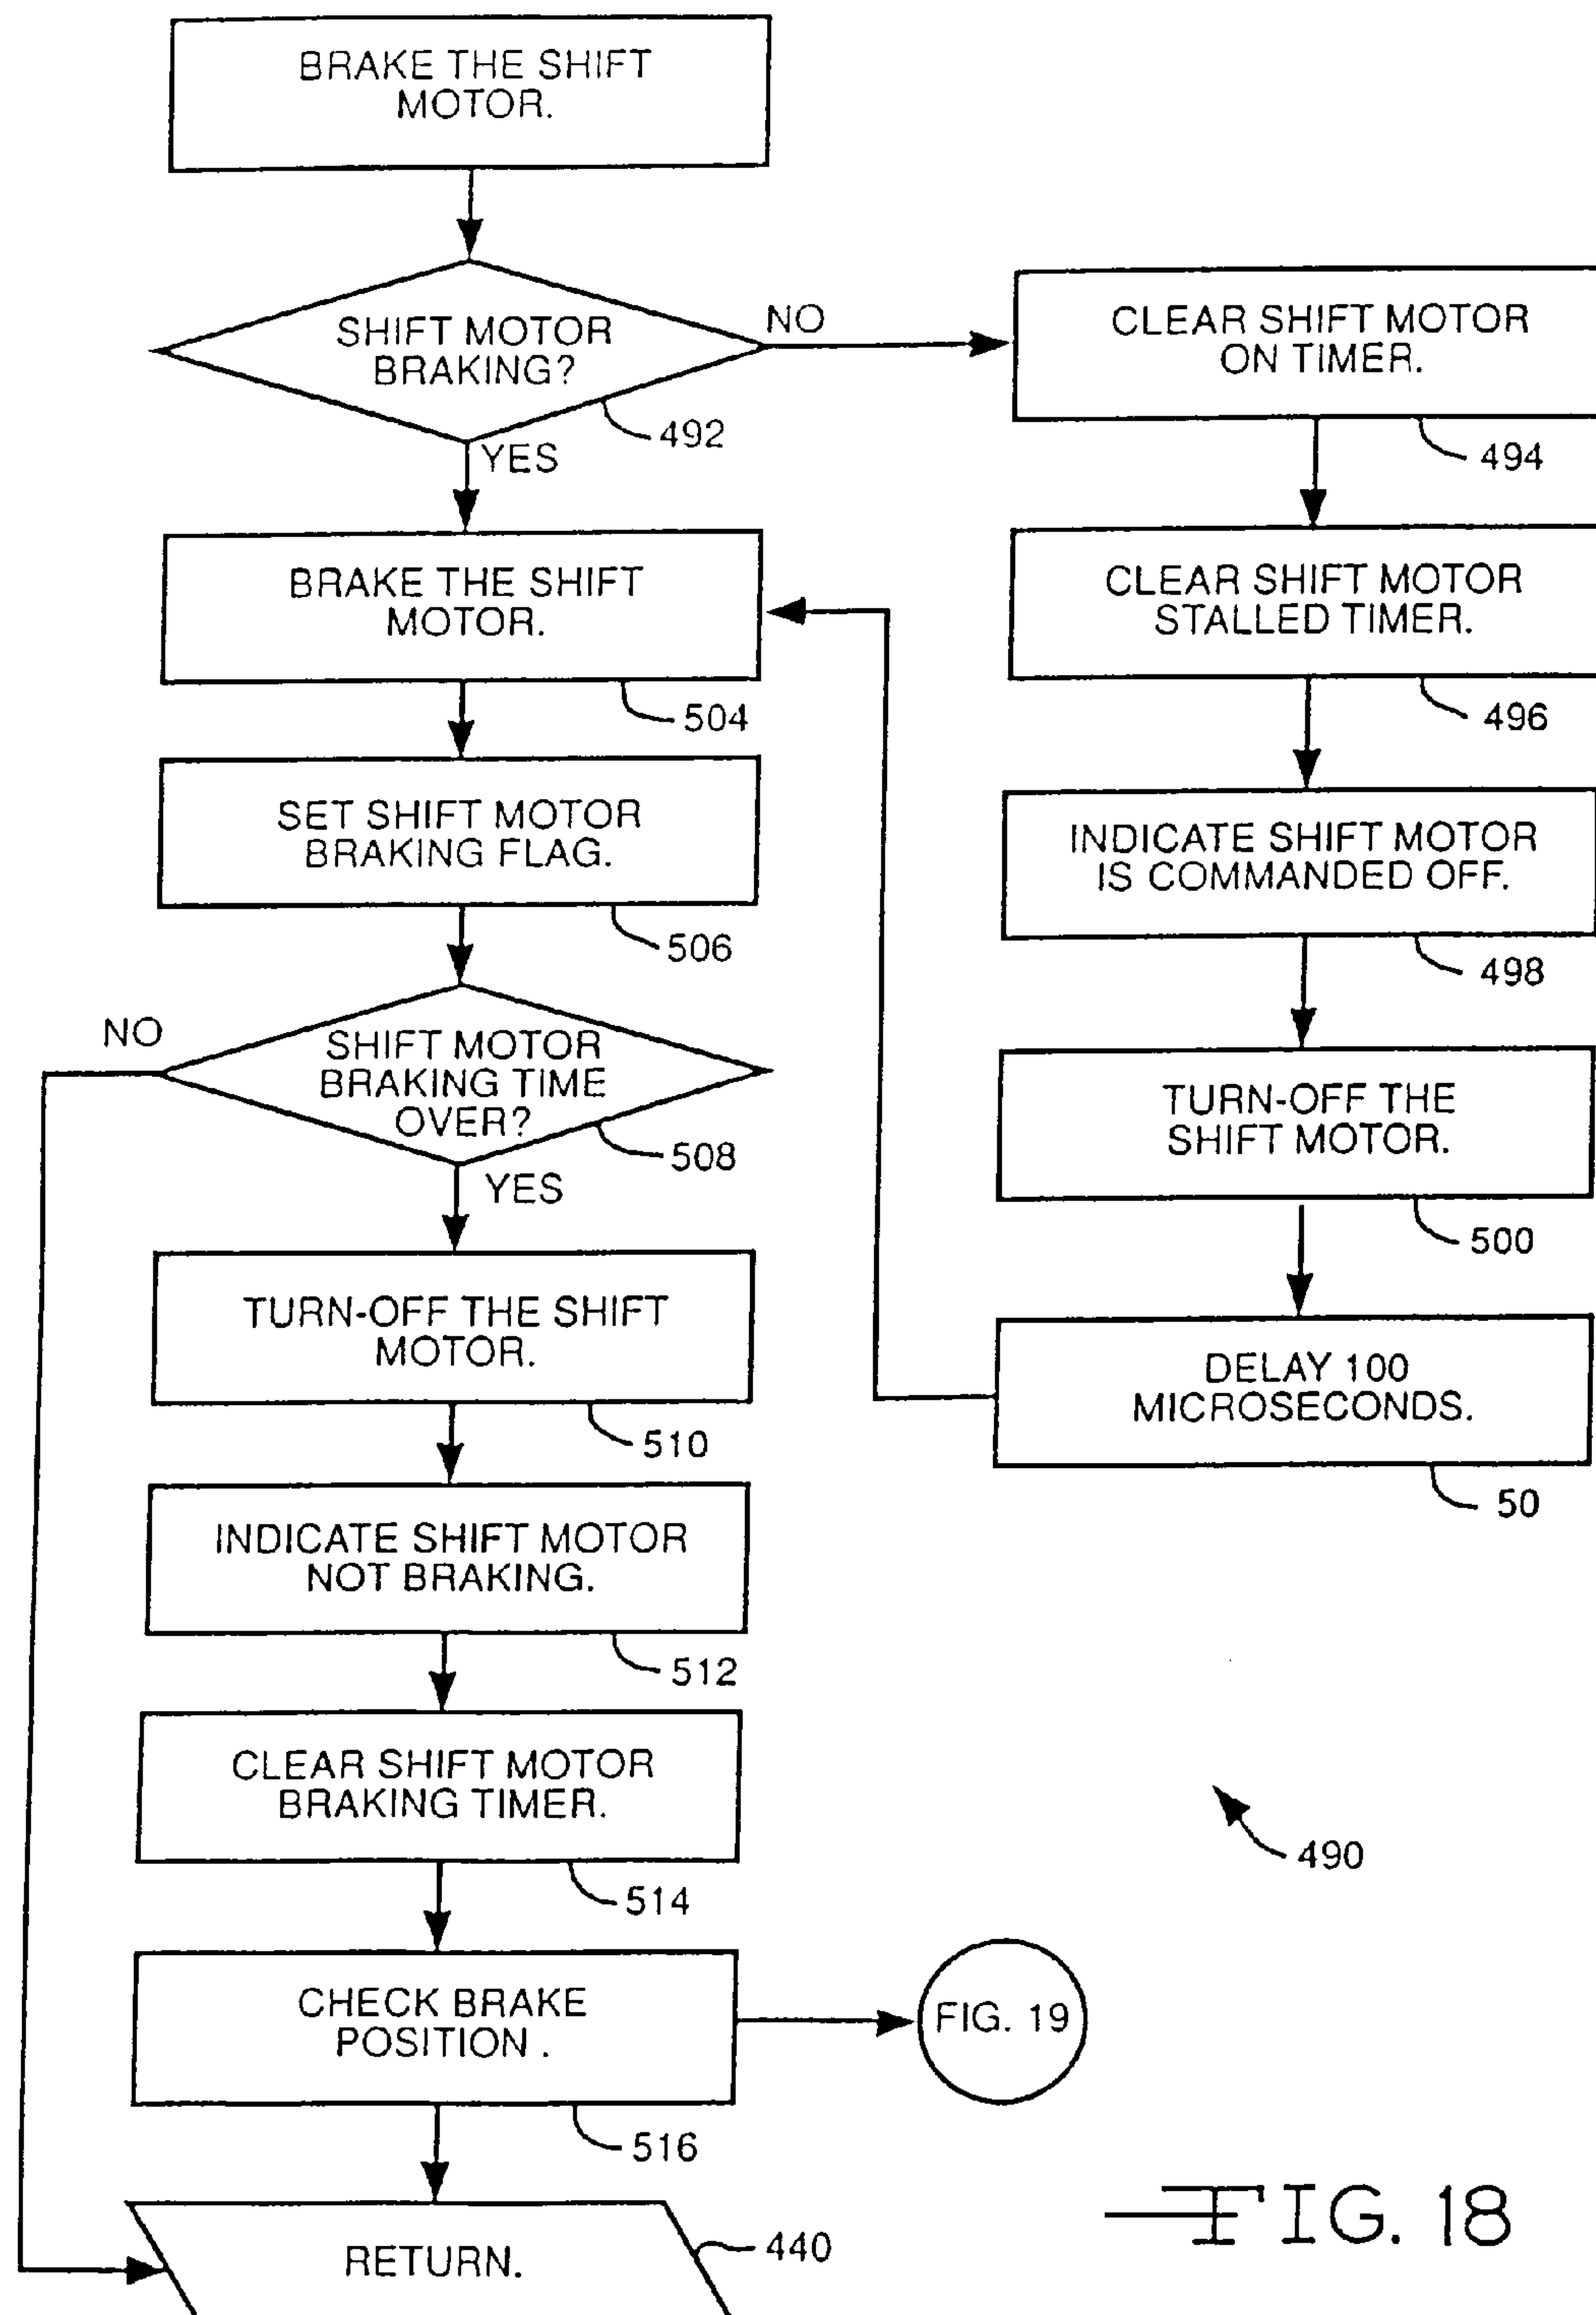 BRAKE THE SHIFT
MOTOR.
SHIFT MOTOR
BRAKING?
NO
492
YES
CLEAR SHIFT MOTOR
ON TIMER.
494
CLEAR SHIFT MOTOR
STALLED TIMER.
496
INDICATE SHIFT MOTOR
IS COMMANDED OFF.
498
TURN-OFF THE
SHIFT MOTOR.
500
DELAY 100
MICROSECONDS.
50
BRAKE THE SHIFT
MOTOR.
504
SET SHIFT MOTOR
BRAKING FLAG.
506
NO
SHIFT MOTOR
BRAKING TIME
OVER?
508
YES
TURN-OFF THE SHIFT
MOTOR.
510
INDICATE SHIFT MOTOR
NOT BRAKING.
512
CLEAR SHIFT MOTOR
BRAKING TIMER.
514
490
CHECK BRAKE
POSITION .
516
FIG. 19
RETURN.
440
FIG. 18